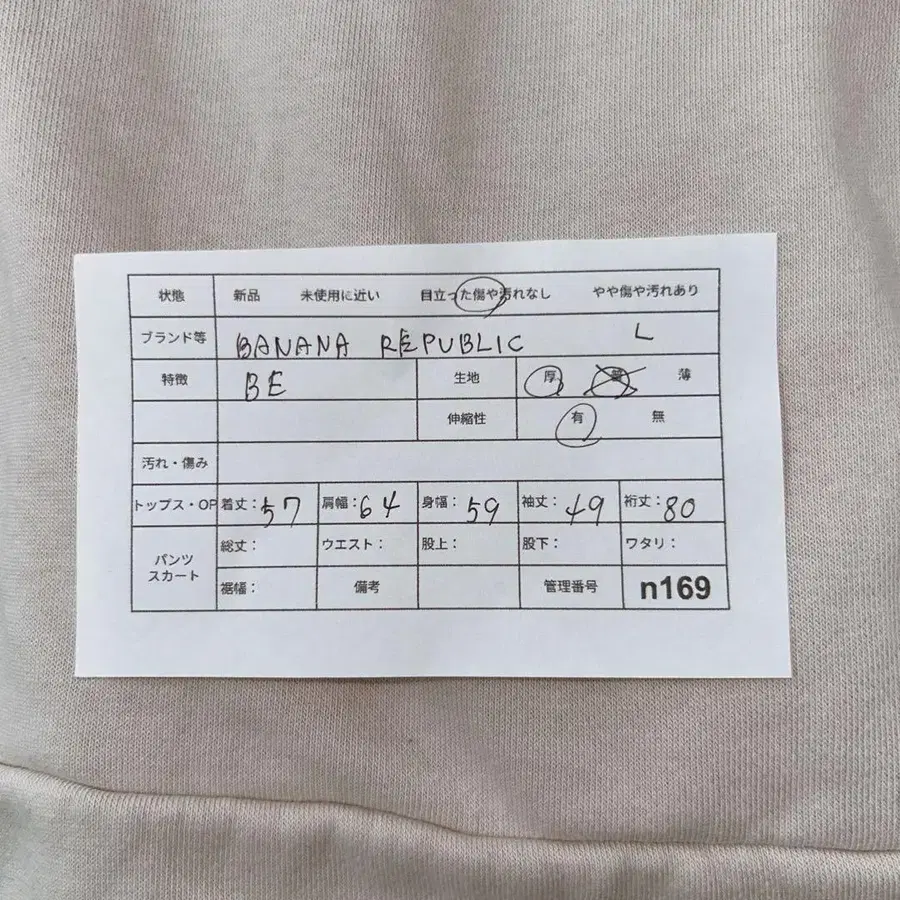 状態 新品 未使用に近い 目立った傷や汚れなし やや傷や汚れあり
ブランド等 BANANA REPUBLIC L
特徴 BE 生地 厚 普 薄
伸縮性 有 無
汚れ・傷み
トップス・OP 着丈：57 肩幅：64 身幅：59 袖丈：49 裄丈：80
パンツ
スカート
総丈： ウエスト： 股上： 股下： ワタリ：
裾幅： 備考 管理番号 n169